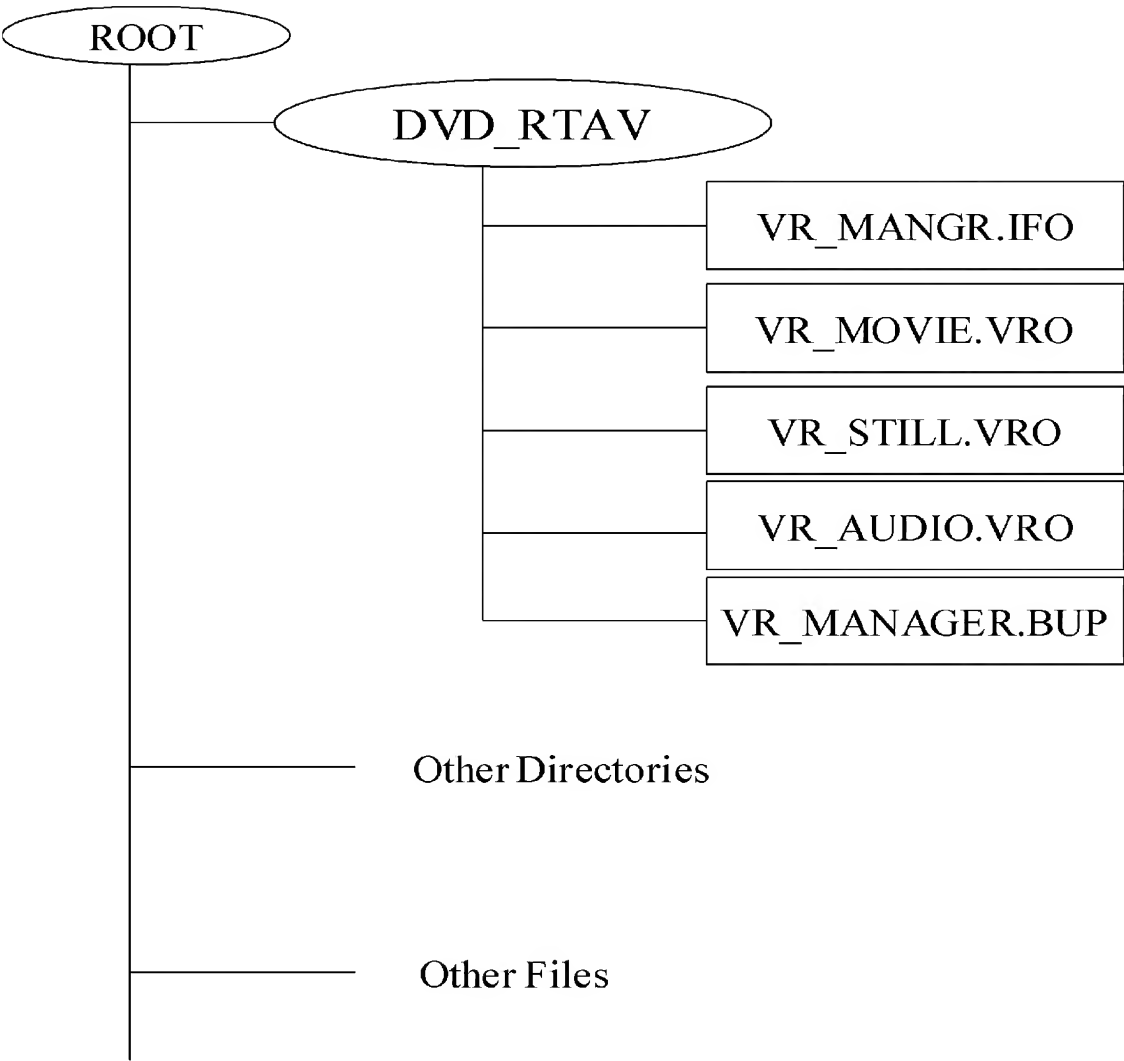 ROOT
DVD_RTAV
VR_MANGR.IFO
VR_MOVIE.VRO
VR_STILL.VRO
VR_AUDIO.VRO
VR_MANAGER.BUP
Other Directories
Other Files